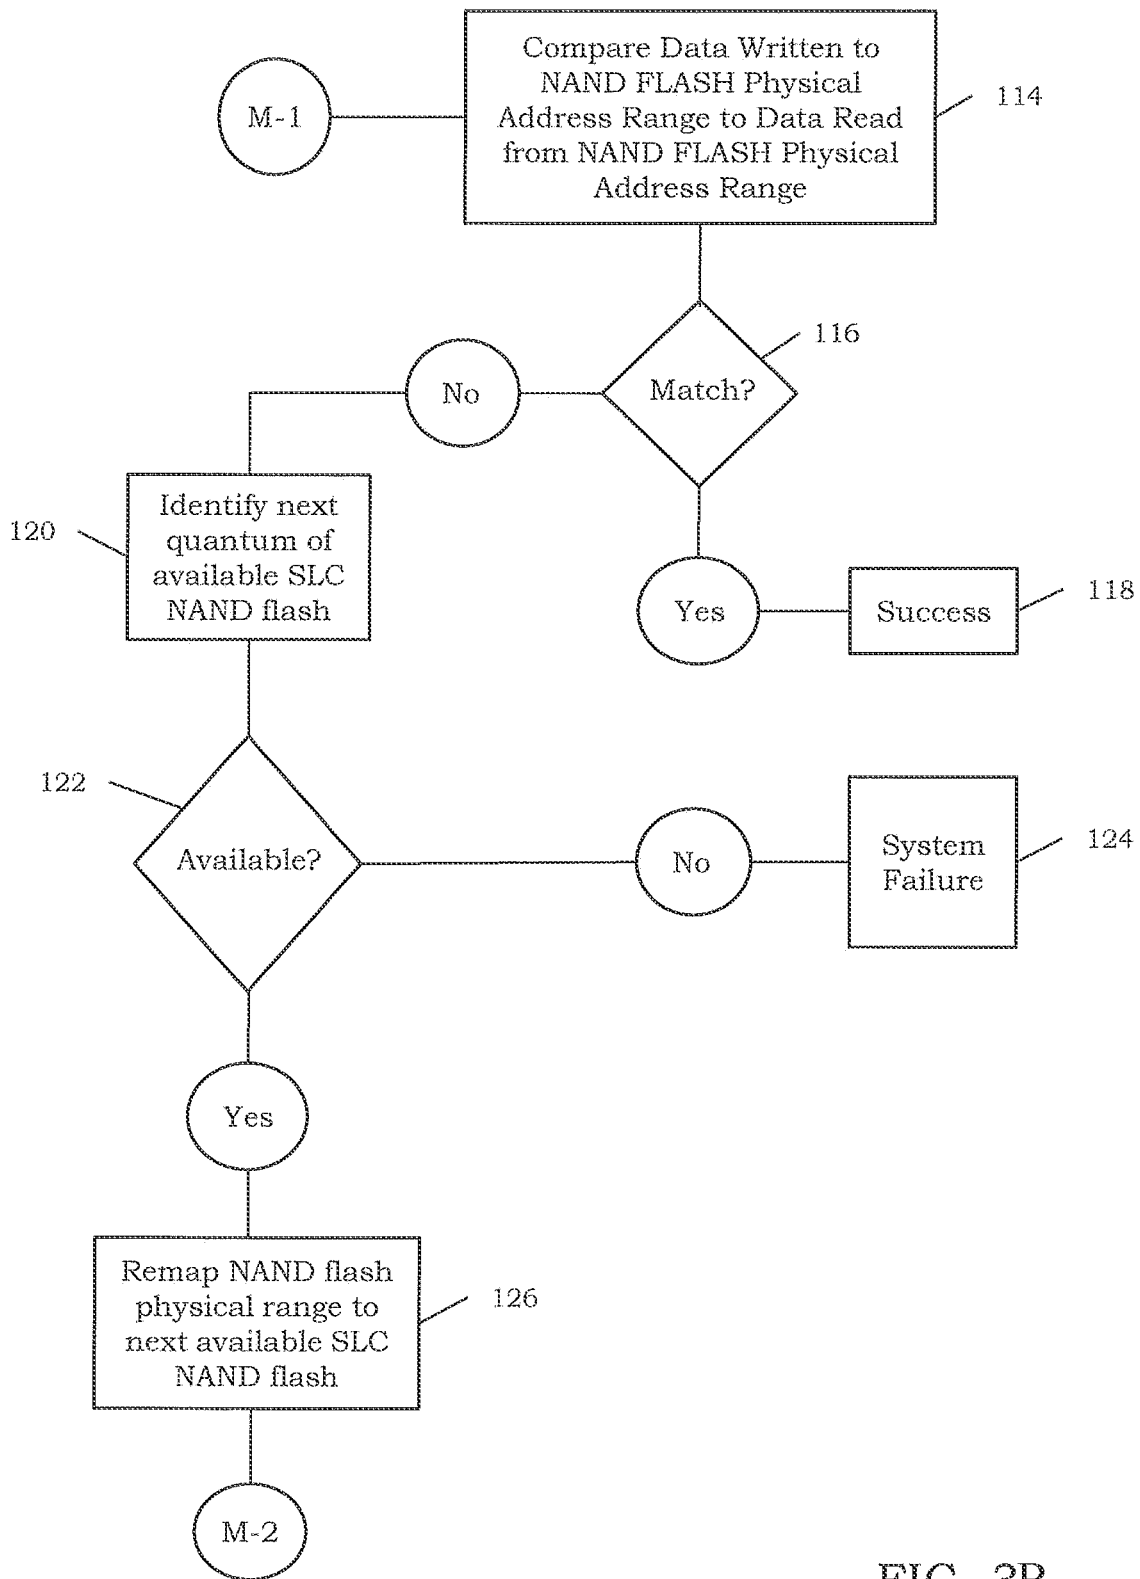 Compare Data Written to
NAND FLASH Physical
Address Range to Data Read
from NAND FLASH Physical
Address Range
M-1
114
116
Match?
No
Identify next
quantum of
available SLC
NAND flash
120
Yes
Success
118
122
Available?
No
System
Failure
124
Yes
Remap NAND flash
physical range to
next available SLC
NAND flash
126
M-2
FIG. 3B